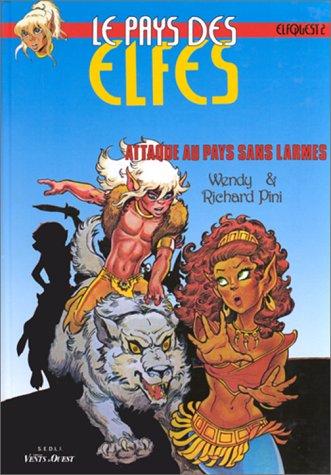 LE PAYS DES
ELFES
ELFQUEST 2
ATTAQUE AU PAYS SANS LARMES
Wendy &
Richard Pini
S.E.D.L.I.
VENTS D'OUEST